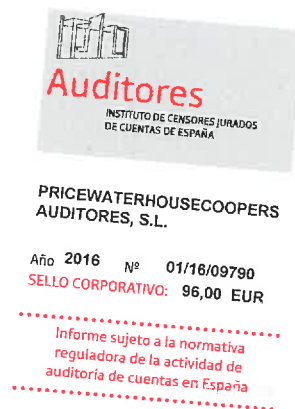 Auditores
INSTITUTO DE CENSORES JURADOS
DE CUENTAS DE ESPAÑA
PRICEWATERHOUSECOOPERS
AUDITORES, S.L.
Año 2016 Nº 01/16/09790
SELLO CORPORATIVO: 96,00 EUR
Informe sujeto a la normativa
reguladora de la actividad de
auditoría de cuentas en España